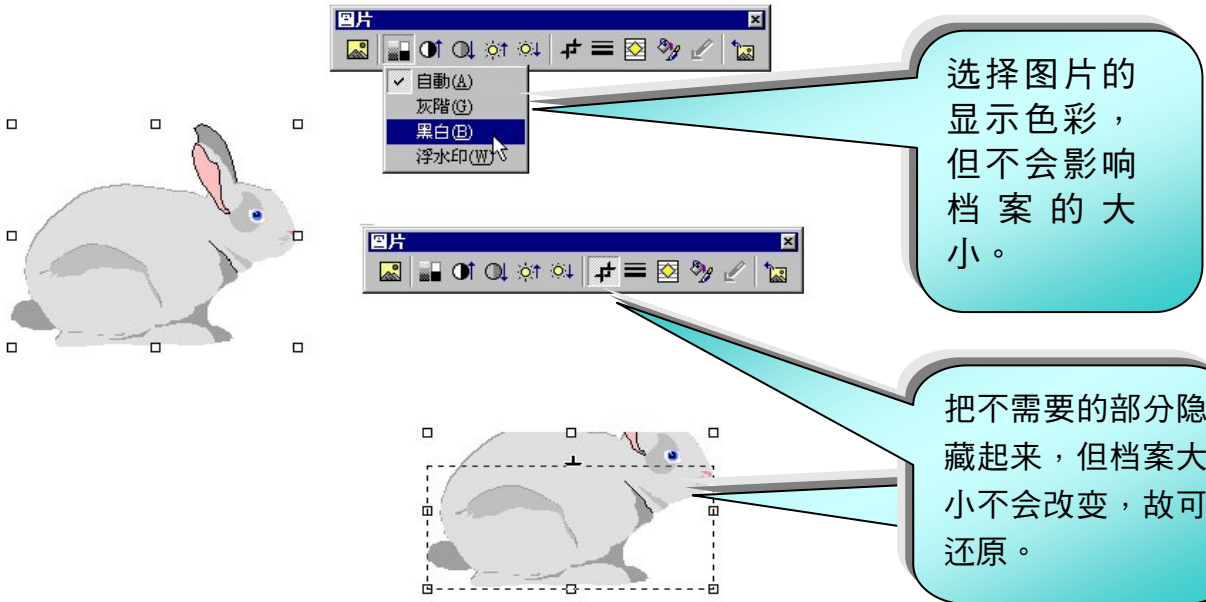 圖片
自動(A)
灰階(G)
黑白(B)
浮水印(W)
选择图片的
显示色彩，
但不会影响
档案的大
小。
圖片
把不需要的部分隐
藏起来，但档案大
小不会改变，故可
还原。